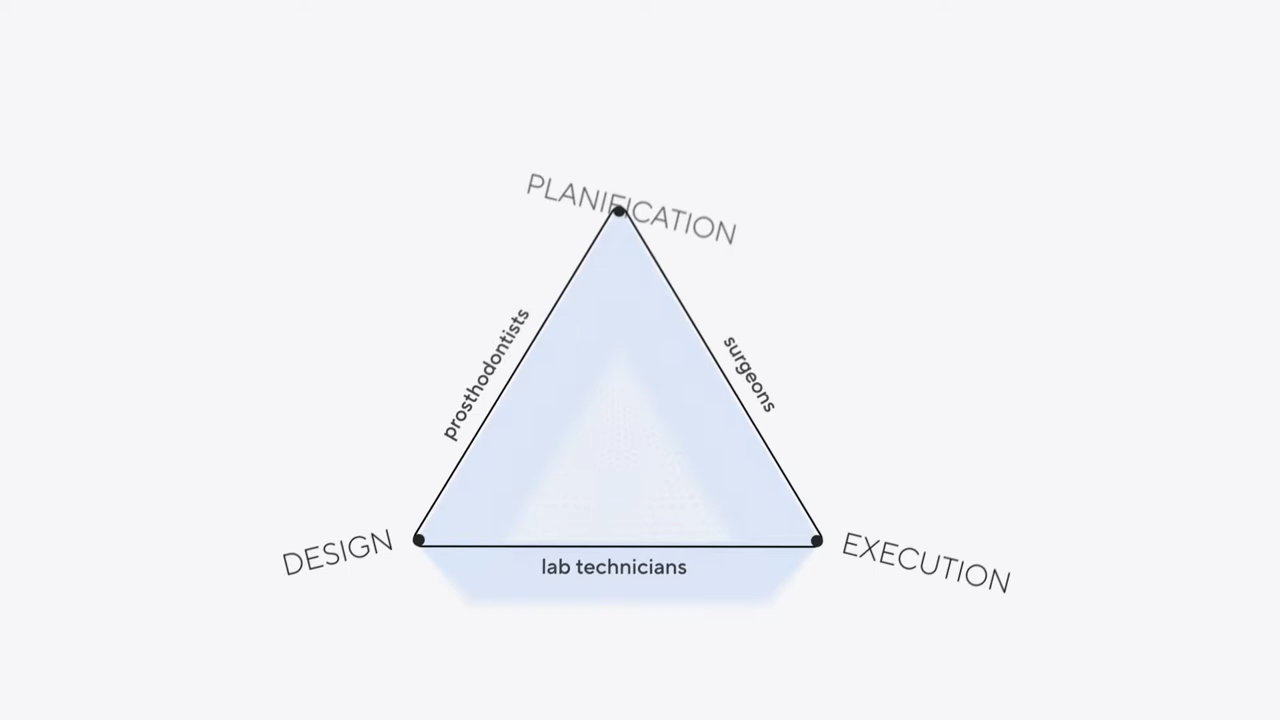 PLANIFICATION
prosthodontists
surgeons
DESIGN
EXECUTION
lab technicians